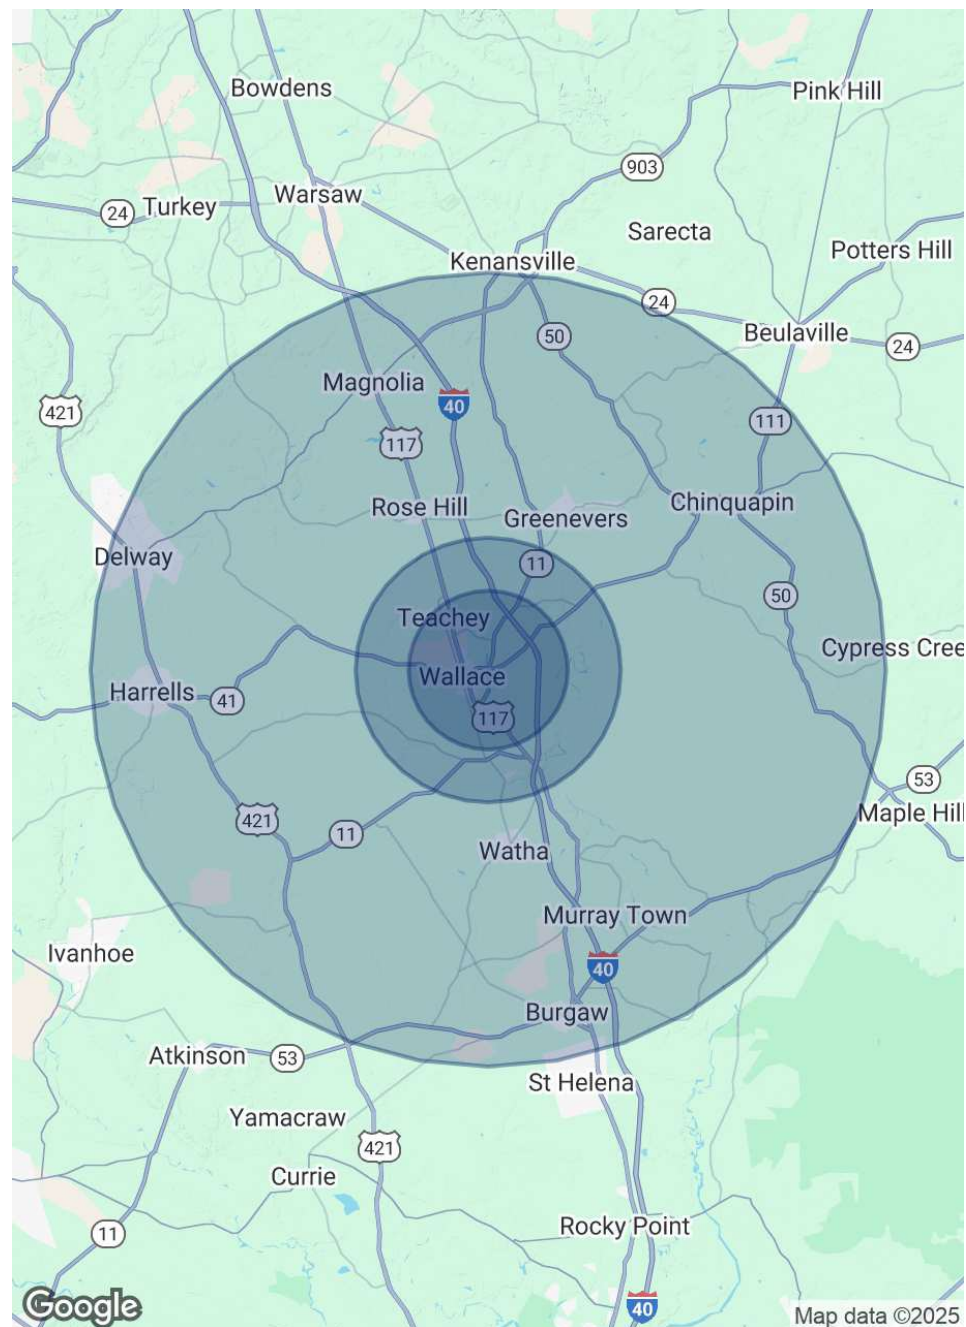 Bowdens
Pink Hill
903
Warsaw
24
Turkey
Sarecta
Potters Hill
Kenansville
24
50
Beulaville
24
Magnolia
40
421
111
117
Rose Hill
Chinquapin
Greenevers
Delway
11
50
Teachey
Cypress Cree
Wallace
Harrells
41
117
53
Maple Hill
421
11
Watha
Murray Town
Ivanhoe
40
Burgaw
Atkinson
53
St Helena
Yamacraw
421
Currie
Rocky Point
11
40
Google
Map data ©2025